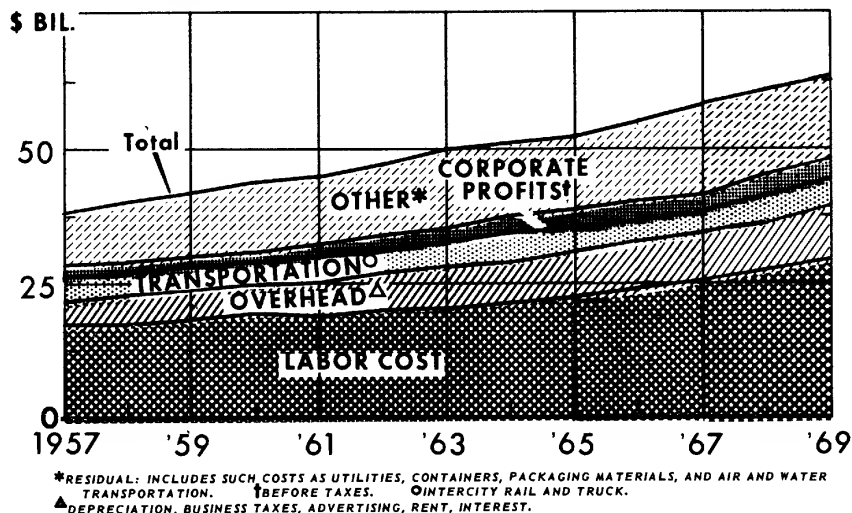 $ BIL.
Total
50
CORPORATE
PROFITS†
OTHER*
TRANSPORTATION○
25
OVERHEAD△
LABOR COST
0
1957 '59 '61 '63 '65 '67 '69
*RESIDUAL: INCLUDES SUCH COSTS AS UTILITIES, CONTAINERS, PACKAGING MATERIALS, AND AIR AND WATER
TRANSPORTATION. †BEFORE TAXES. ○INTERCITY RAIL AND TRUCK.
△DEPRECIATION, BUSINESS TAXES, ADVERTISING, RENT, INTEREST.